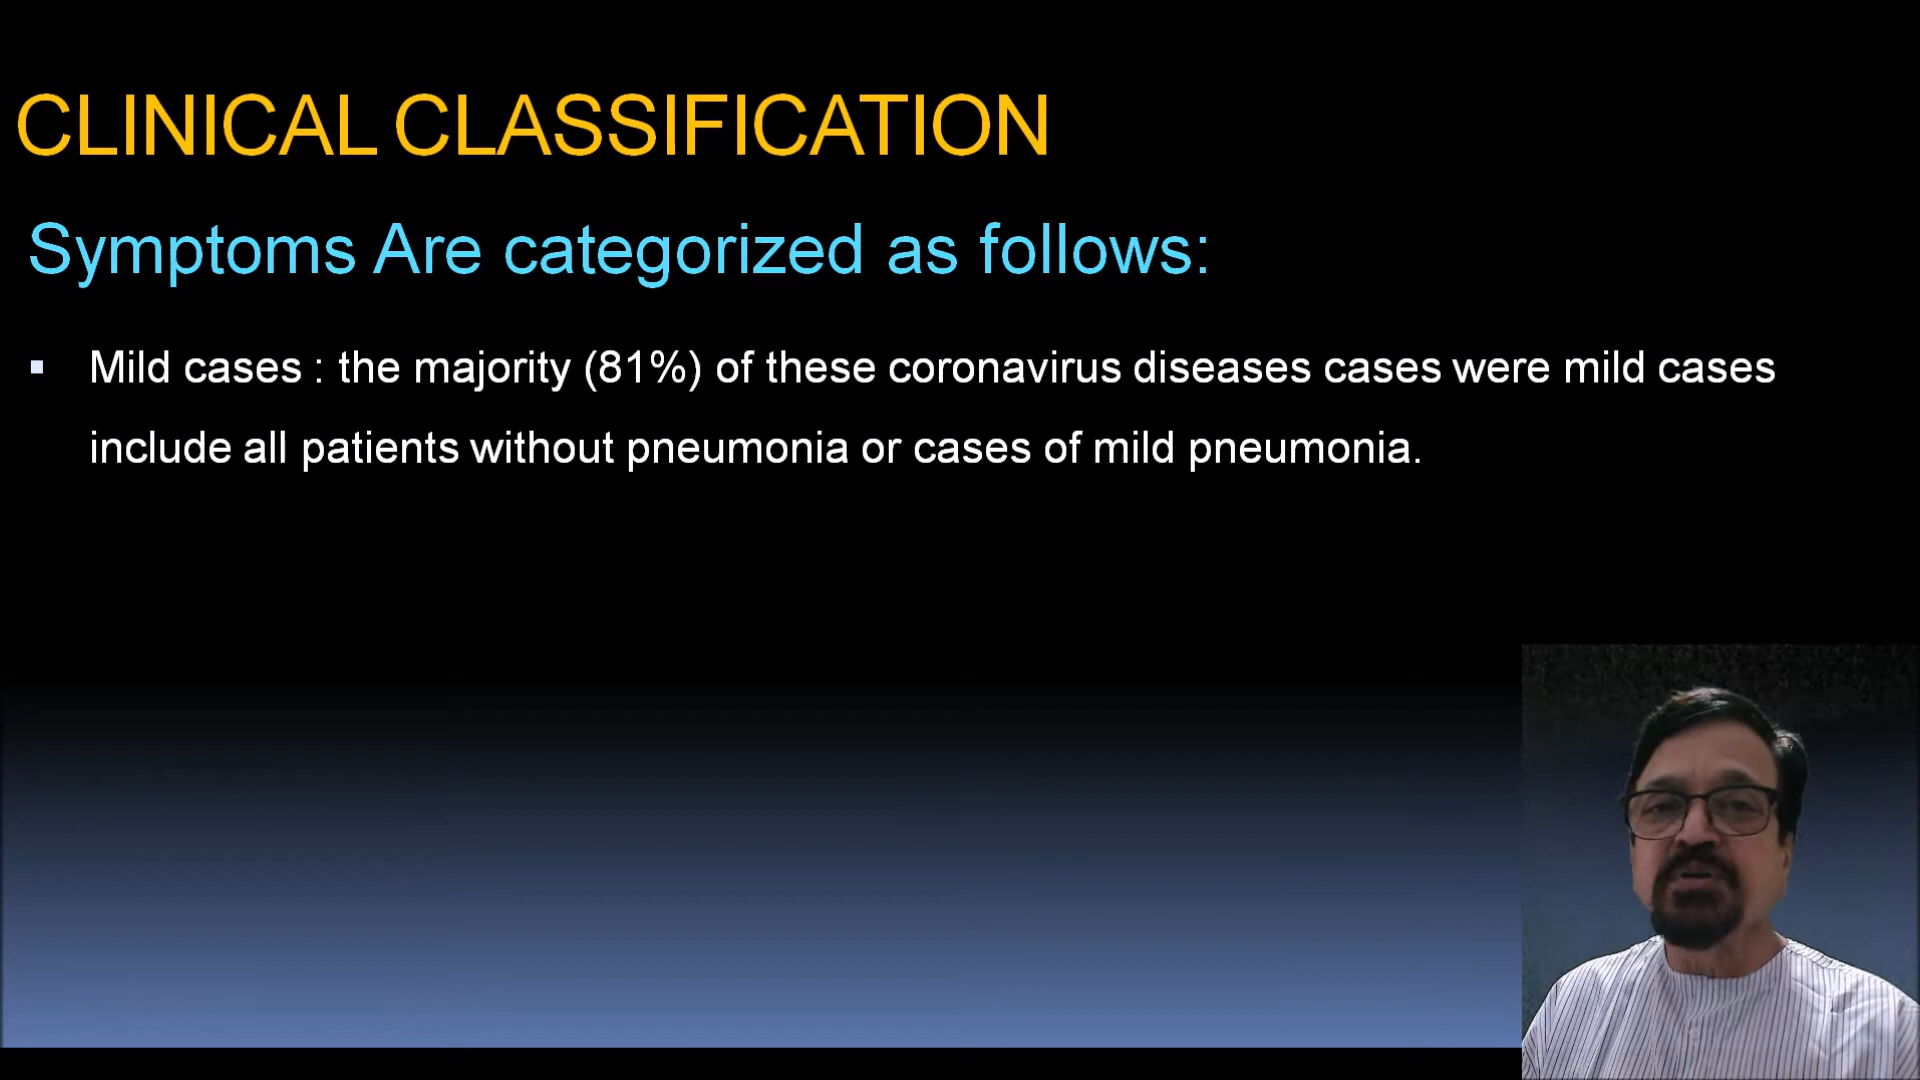 CLINICAL CLASSIFICATION
Symptoms Are categorized as follows:
▪ Mild cases : the majority (81%) of these coronavirus diseases cases were mild cases
include all patients without pneumonia or cases of mild pneumonia.